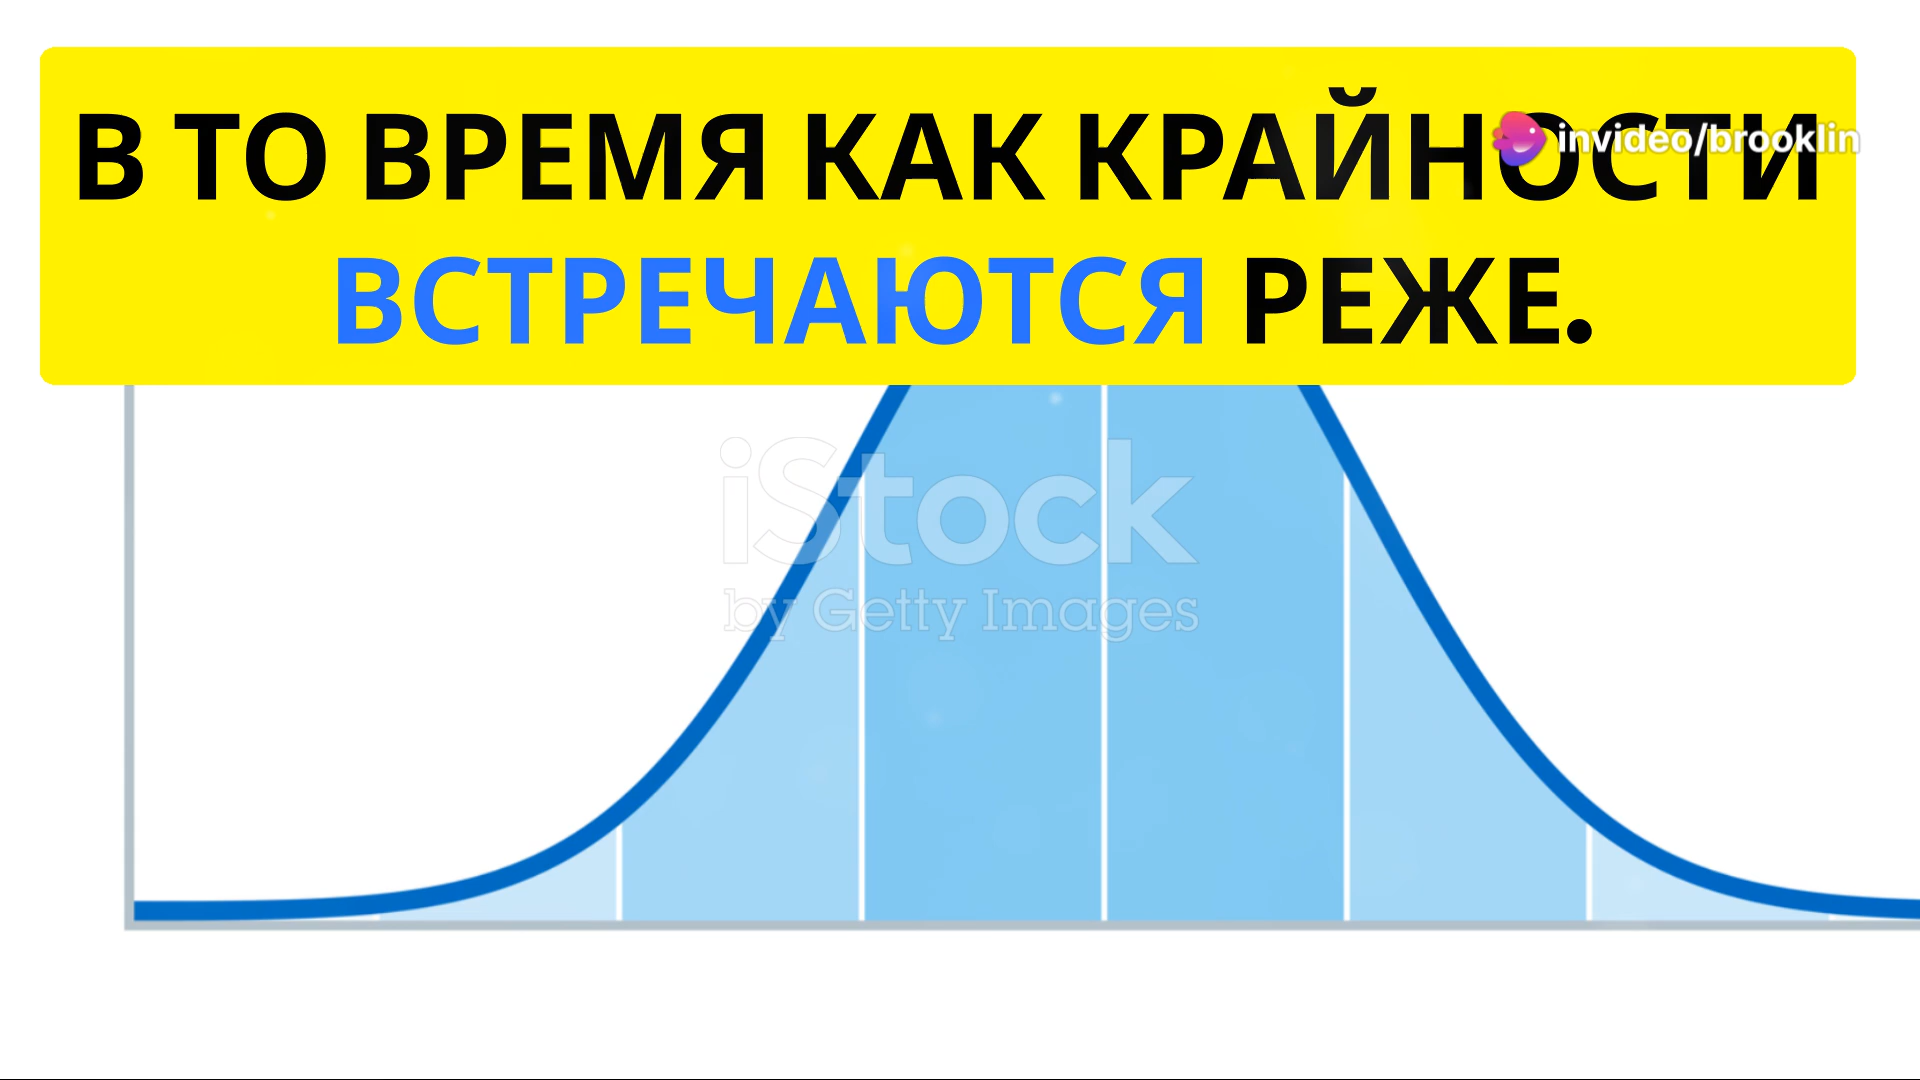 В ТО ВРЕМЯ КАК КРАЙНОСТИ
invideo/brooklin
ВСТРЕЧАЮТСЯ РЕЖЕ.
iStock
by Getty Images